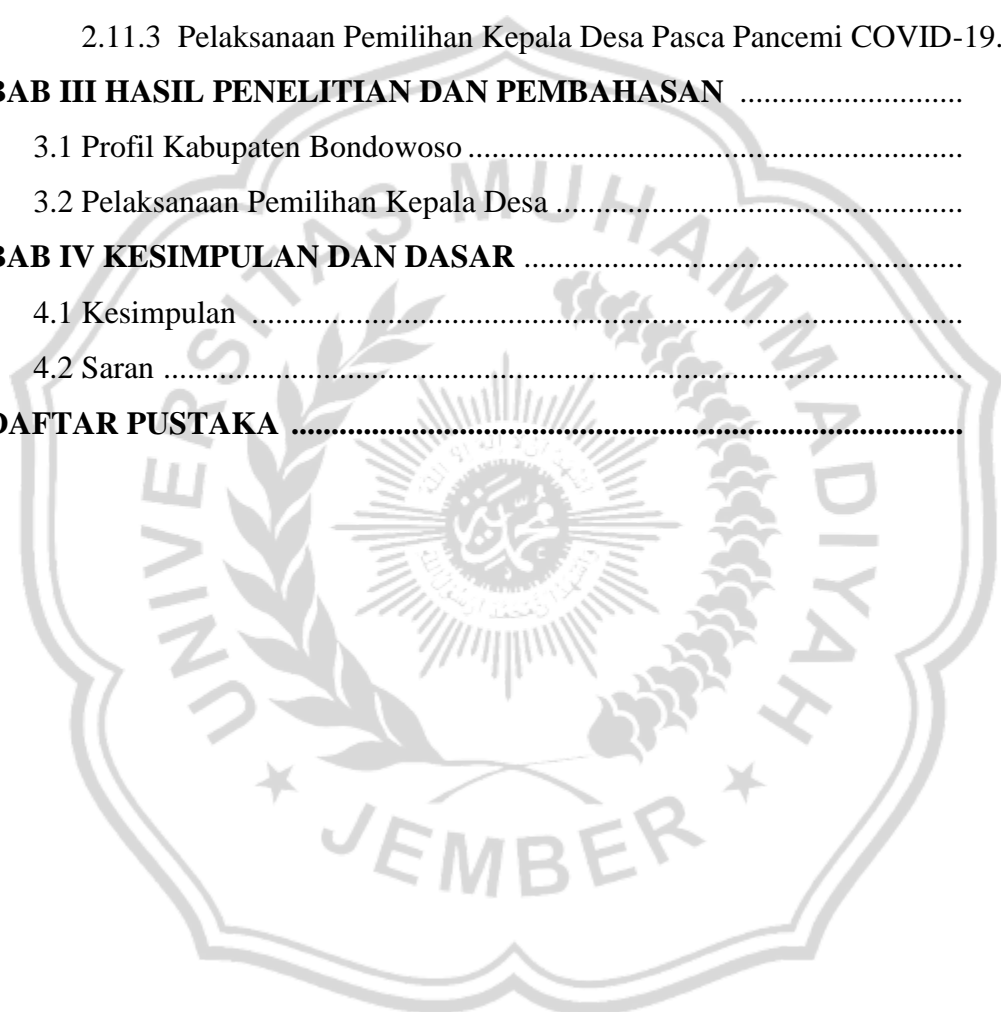 2.11.3 Pelaksanaan Pemilihan Kepala Desa Pasca Pancemi COVID-19.
BAB III HASIL PENELITIAN DAN PEMBAHASAN ............................
3.1 Profil Kabupaten Bondowoso ..............................................................
3.2 Pelaksanaan Pemilihan Kepala Desa ...................................................
BAB IV KESIMPULAN DAN DASAR .......................................................
4.1 Kesimpulan .........................................................................................
4.2 Saran ....................................................................................................
DAFTAR PUSTAKA ....................................................................................
UNIVERSITAS MUHAMMADIYAH
JEMBER